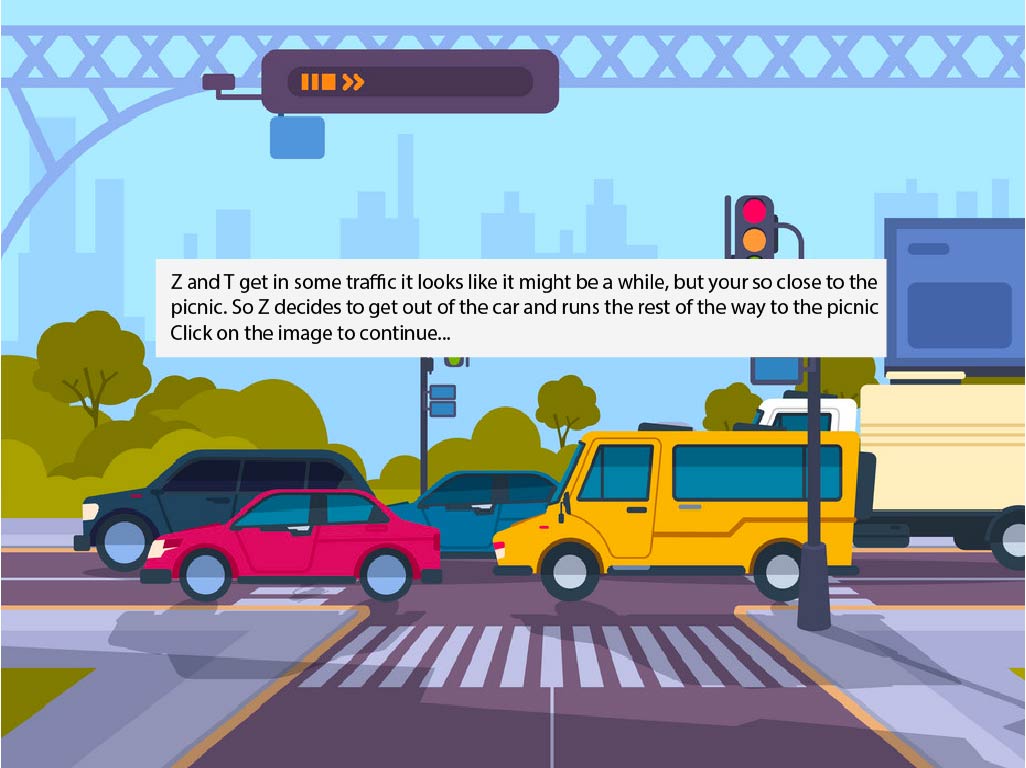 Z and T get in some traffic it looks like it might be a while, but your so close to the
picnic. So Z decides to get out of the car and runs the rest of the way to the picnic
Click on the image to continue...